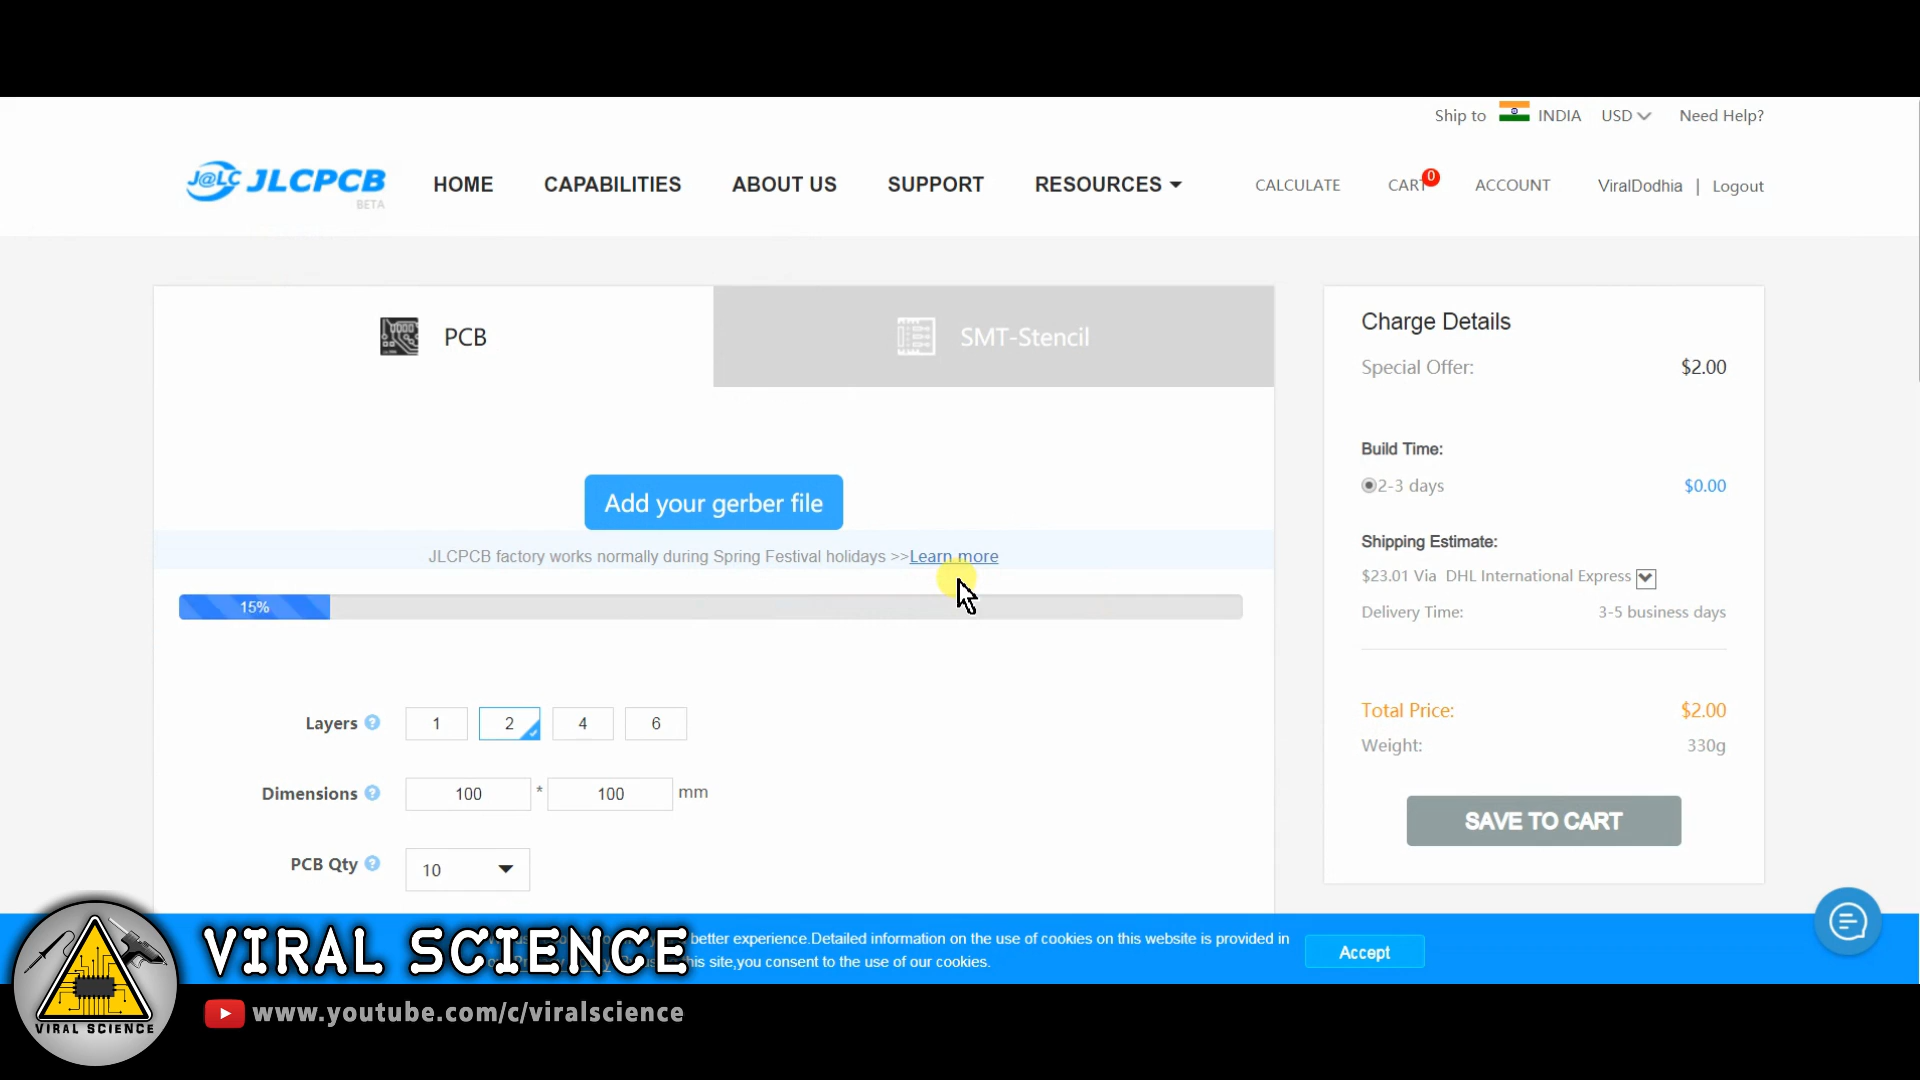 Ship to INDIA USD Need Help?
J@LC JLCPCB
BETA
HOME CAPABILITIES ABOUT US SUPPORT RESOURCES CALCULATE CART 0 ACCOUNT ViralDodhia | Logout
PCB
SMT-Stencil
Add your gerber file
JLCPCB factory works normally during Spring Festival holidays >>Learn more
15%
Layers ? 1 2 4 6
Dimensions ? 100 * 100 mm
PCB Qty ? 10
Charge Details
Special Offer: $2.00
Build Time:
2-3 days $0.00
Shipping Estimate:
$23.01 Via DHL International Express
Delivery Time: 3-5 business days
Total Price: $2.00
Weight: 330g
SAVE TO CART
better experience.Detailed information on the use of cookies on this website is provided in
this site,you consent to the use of our cookies.
Accept
VIRAL SCIENCE
www.youtube.com/c/viralscience
VIRAL SCIENCE